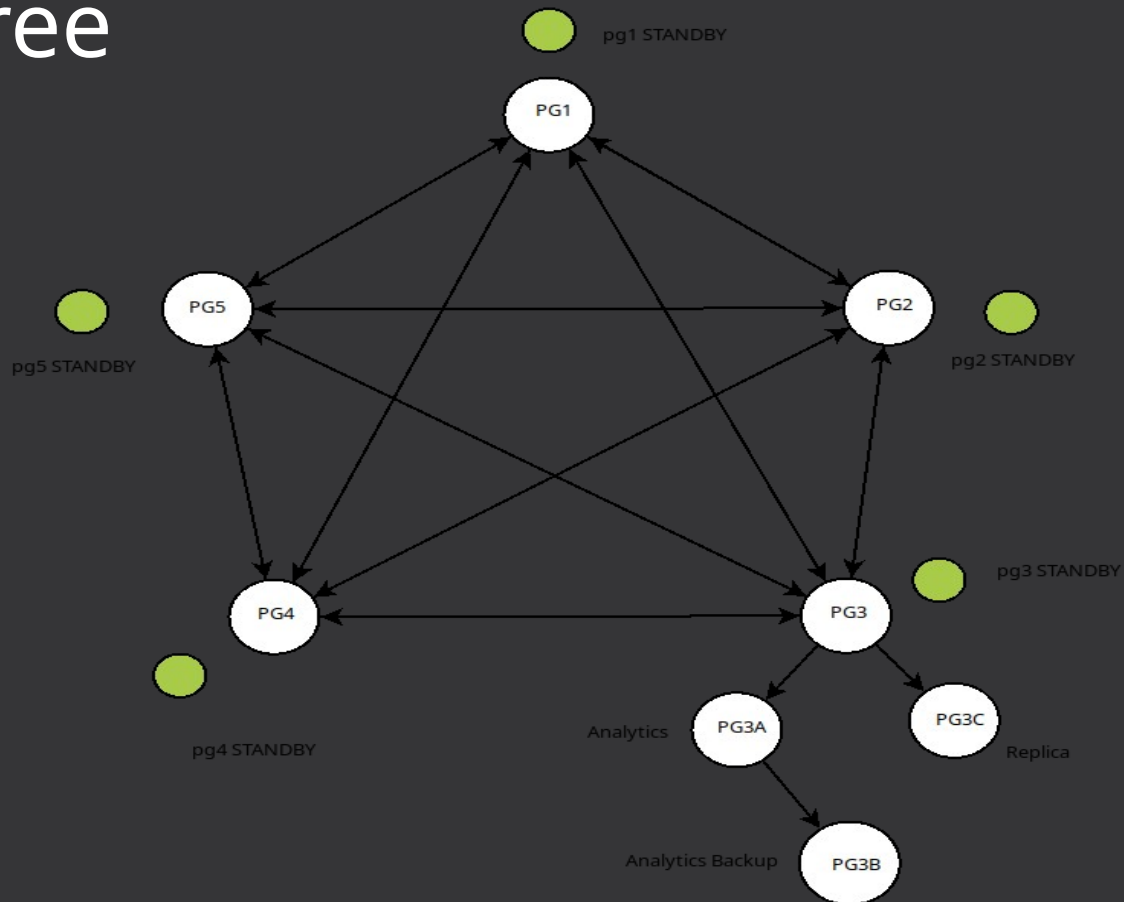 ree
pg1 STANDBY
PG1
PG5
PG2
pg5 STANDBY
pg2 STANDBY
pg3 STANDBY
PG4
PG3
PG3A
PG3C
Analytics
Replica
pg4 STANDBY
Analytics Backup
PG3B